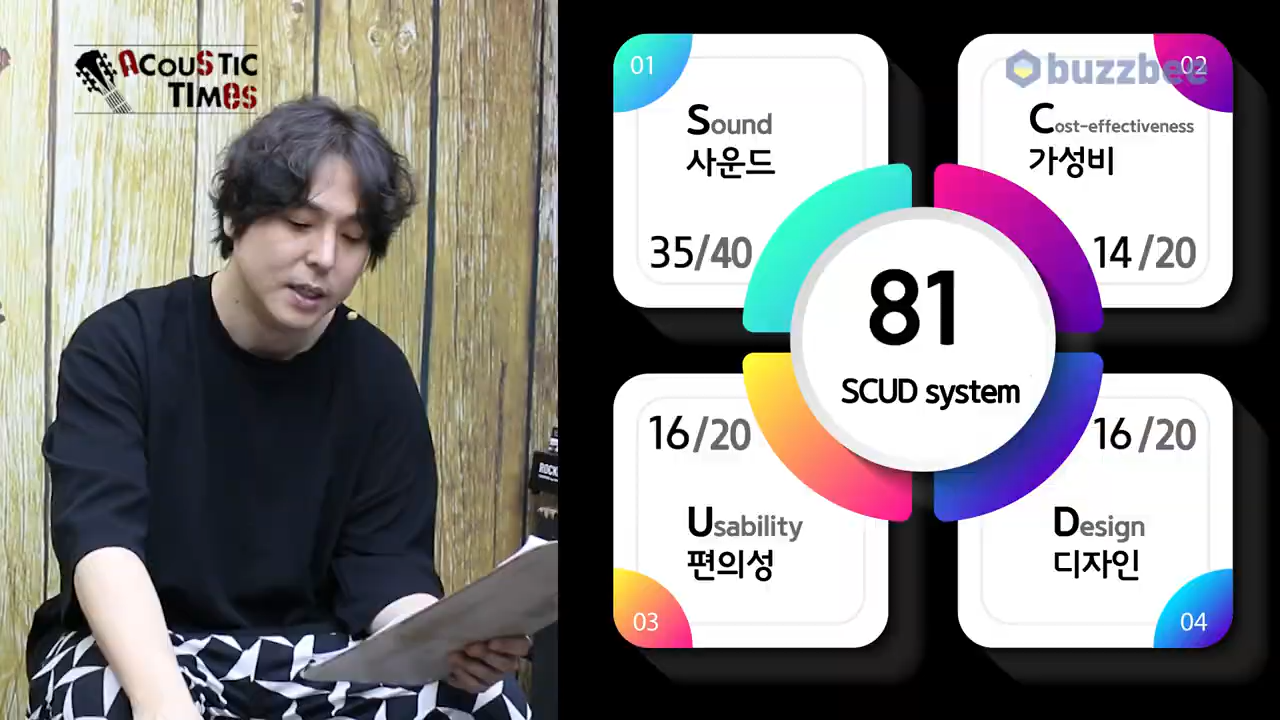 ACOUSTIC
TIMES
ROCK
01
Sound
사운드
35/40
buzzbee
02
Cost-effectiveness
가성비
14/20
81
SCUD system
16/20
Usability
편의성
03
16/20
Design
디자인
04